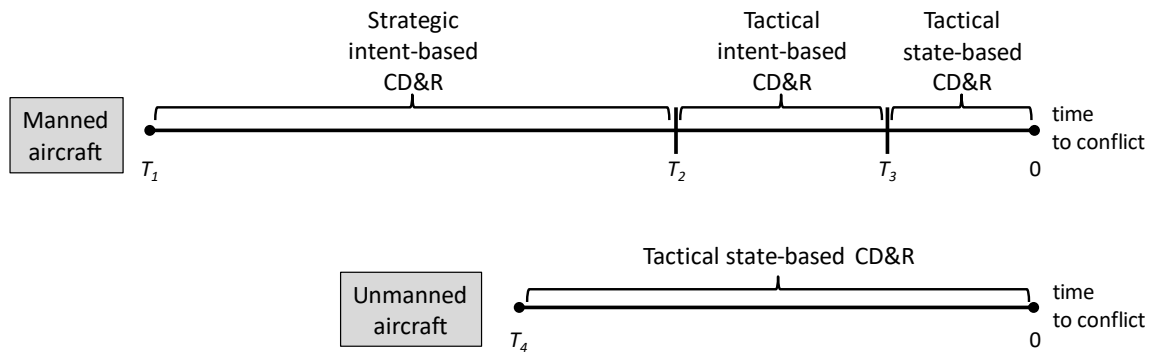 Strategic
intent-based
CD&R
Tactical
intent-based
CD&R
Tactical
state-based
CD&R
Manned
aircraft
time
to conflict
T1
T2
T3
0
Tactical state-based CD&R
Unmanned
aircraft
time
to conflict
T4
0